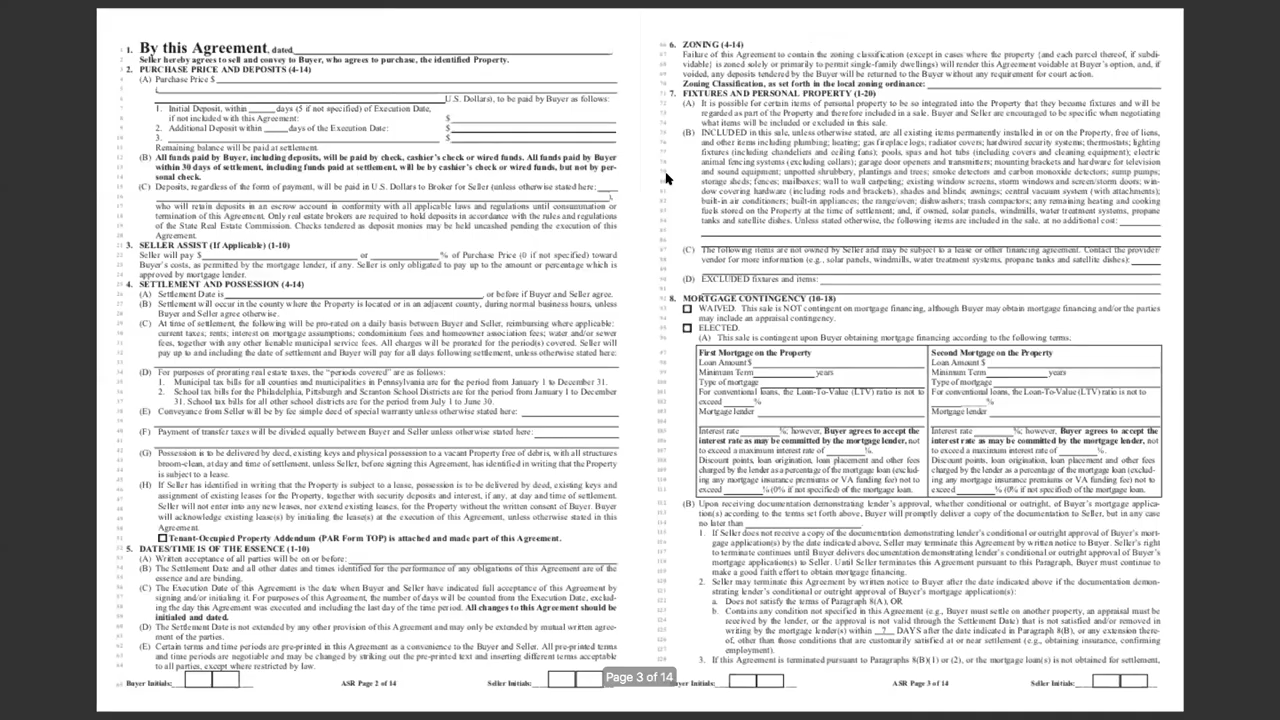 1. By this Agreement, dated
Seller hereby agrees to sell and convey to Buyer, who agrees to purchase, the identified Property.
2. PURCHASE PRICE AND DEPOSITS (4-14)
(A) Purchase Price $
(
U.S. Dollars), to be paid by Buyer as follows:
1. Initial Deposit, within ______ days (5 if not specified) of Execution Date,
if not included with this Agreement: $
2. Additional Deposit within ______ days of the Execution Date: $
3. $
Remaining balance will be paid at settlement.
(B) All funds paid by Buyer, including deposits, will be paid by check, cashier's check or wired funds. All funds paid by Buyer
within 30 days of settlement, including funds paid at settlement, will be by cashier's check or wired funds, but not by per-
sonal check.
(C) Deposits, regardless of the form of payment, will be paid in U.S. Dollars to Broker for Seller (unless otherwise stated here: ____
),
who will retain deposits in an escrow account in conformity with all applicable laws and regulations until consummation or
termination of this Agreement. Only real estate brokers are required to hold deposits in accordance with the rules and regulations
of the State Real Estate Commission. Checks tendered as deposit monies may be held uncashed pending the execution of this
Agreement.
3. SELLER ASSIST (If Applicable) (1-10)
Seller will pay $ ______ or ______ % of Purchase Price (0 if not specified) toward
Buyer's costs, as permitted by the mortgage lender, if any. Seller is only obligated to pay up to the amount or percentage which is
approved by mortgage lender.
4. SETTLEMENT AND POSSESSION (4-14)
(A) Settlement Date is ______, or before if Buyer and Seller agree.
(B) Settlement will occur in the county where the Property is located or in an adjacent county, during normal business hours, unless
Buyer and Seller agree otherwise.
(C) At time of settlement, the following will be pro-rated on a daily basis between Buyer and Seller, reimbursing where applicable:
current taxes; rents; interest on mortgage assumptions; condominium fees and homeowner association fees; water and/or sewer
fees, together with any other lienable municipal service fees. All charges will be prorated for the period(s) covered. Seller will
pay up to and including the date of settlement and Buyer will pay for all days following settlement, unless otherwise stated here:
(D) For purposes of prorating real estate taxes, the "periods covered" are as follows:
1. Municipal tax bills for all counties and municipalities in Pennsylvania are for the period from January 1 to December 31.
2. School tax bills for the Philadelphia, Pittsburgh and Scranton School Districts are for the period from January 1 to December
31. School tax bills for all other school districts are for the period from July 1 to June 30.
(E) Conveyance from Seller will be by fee simple deed of special warranty unless otherwise stated here:
(F) Payment of transfer taxes will be divided equally between Buyer and Seller unless otherwise stated here:
(G) Possession is to be delivered by deed, existing keys and physical possession to a vacant Property free of debris, with all structures
broom-clean, at day and time of settlement, unless Seller, before signing this Agreement, has identified in writing that the Property
is subject to a lease.
(H) If Seller has identified in writing that the Property is subject to a lease, possession is to be delivered by deed, existing keys and
assignment of existing leases for the Property, together with security deposits and interest, if any, at day and time of settlement.
Seller will not enter into any new leases, nor extend existing leases, for the Property without the written consent of Buyer. Buyer
will acknowledge existing lease(s) by initialing the lease(s) at the execution of this Agreement, unless otherwise stated in this
Agreement.
Tenant-Occupied Property Addendum (PAR Form TOP) is attached and made part of this Agreement.
5. DATES/TIME IS OF THE ESSENCE (1-10)
(A) Written acceptance of all parties will be on or before:
(B) The Settlement Date and all other dates and times identified for the performance of any obligations of this Agreement are of the
essence and are binding.
(C) The Execution Date of this Agreement is the date when Buyer and Seller have indicated full acceptance of this Agreement by
signing and/or initialing it. For purposes of this Agreement, the number of days will be counted from the Execution Date, exclud-
ing the day this Agreement was executed and including the last day of the time period. All changes to this Agreement should be
initialed and dated.
(D) The Settlement Date is not extended by any other provision of this Agreement and may only be extended by mutual written agree-
ment of the parties.
(E) Certain terms and time periods are pre-printed in this Agreement as a convenience to the Buyer and Seller. All pre-printed terms
and time periods are negotiable and may be changed by striking out the pre-printed text and inserting different terms acceptable
to all parties, except where restricted by law.
Buyer Initials: ASR Page 2 of 14 Seller Initials:
6. ZONING (4-14)
Failure of this Agreement to contain the zoning classification (except in cases where the property {and each parcel thereof, if subdi-
vidable} is zoned solely or primarily to permit single-family dwellings) will render this Agreement voidable at Buyer's option, and, if
voided, any deposits tendered by the Buyer will be returned to the Buyer without any requirement for court action.
Zoning Classification, as set forth in the local zoning ordinance:
7. FIXTURES AND PERSONAL PROPERTY (1-20)
(A) It is possible for certain items of personal property to be so integrated into the Property that they become fixtures and will be
regarded as part of the Property and therefore included in a sale. Buyer and Seller are encouraged to be specific when negotiating
what items will be included or excluded in this sale.
(B) INCLUDED in this sale, unless otherwise stated, are all existing items permanently installed in or on the Property, free of liens,
and other items including plumbing; heating; gas fireplace logs; radiator covers; hardwired security systems; thermostats; lighting
fixtures (including chandeliers and ceiling fans); pools, spas and hot tubs (including covers and cleaning equipment); electric
animal fencing systems (excluding collars); garage door openers and transmitters; mounting brackets and hardware for television
and sound equipment; unpotted shrubbery, plantings and trees; smoke detectors and carbon monoxide detectors; sump pumps;
storage sheds; fences; mailboxes; wall to wall carpeting; existing window screens, storm windows and screen/storm doors; win-
dow covering hardware (including rods and brackets), shades and blinds; awnings; central vacuum system (with attachments);
built-in air conditioners; built-in appliances; the range/oven; dishwashers; trash compactors; any remaining heating and cooking
fuels stored on the Property at the time of settlement; and, if owned, solar panels, windmills, water treatment systems, propane
tanks and satellite dishes. Unless stated otherwise, the following items are included in the sale, at no additional cost:
(C) The following items are not owned by Seller and may be subject to a lease or other financing agreement. Contact the provider/
vendor for more information (e.g., solar panels, windmills, water treatment systems, propane tanks and satellite dishes):
(D) EXCLUDED fixtures and items:
8. MORTGAGE CONTINGENCY (10-18)
WAIVED. This sale is NOT contingent on mortgage financing, although Buyer may obtain mortgage financing and/or the parties
may include an appraisal contingency.
ELECTED.
(A) This sale is contingent upon Buyer obtaining mortgage financing according to the following terms:
First Mortgage on the Property
Loan Amount $
Minimum Term ______ years
Type of mortgage
For conventional loans, the Loan-To-Value (LTV) ratio is not to
exceed ______%
Mortgage lender
Interest rate ______%; however, Buyer agrees to accept the
interest rate as may be committed by the mortgage lender, not
to exceed a maximum interest rate of ______%.
Discount points, loan origination, loan placement and other fees
charged by the lender as a percentage of the mortgage loan (exclud-
ing any mortgage insurance premiums or VA funding fee) not to
exceed ______% (0% if not specified) of the mortgage loan.
Second Mortgage on the Property
Loan Amount $
Minimum Term ______ years
Type of mortgage
For conventional loans, the Loan-To-Value (LTV) ratio is not to
exceed ______%
Mortgage lender
Interest rate ______%; however, Buyer agrees to accept the
interest rate as may be committed by the mortgage lender, not
to exceed a maximum interest rate of ______%.
Discount points, loan origination, loan placement and other fees
charged by the lender as a percentage of the mortgage loan (exclud-
ing any mortgage insurance premiums or VA funding fee) not to
exceed ______% (0% if not specified) of the mortgage loan.
(B) Upon receiving documentation demonstrating lender's approval, whether conditional or outright, of Buyer's mortgage applica-
tion(s) according to the terms set forth above, Buyer will promptly deliver a copy of the documentation to Seller, but in any case
no later than ______.
1. If Seller does not receive a copy of the documentation demonstrating lender's conditional or outright approval of Buyer's mort-
gage application(s) by the date indicated above, Seller may terminate this Agreement by written notice to Buyer. Seller's right
to terminate continues until Buyer delivers documentation demonstrating lender's conditional or outright approval of Buyer's
mortgage application(s) to Seller. Until Seller terminates this Agreement pursuant to this Paragraph, Buyer must continue to
make a good faith effort to obtain mortgage financing.
2. Seller may terminate this Agreement by written notice to Buyer after the date indicated above if the documentation demon-
strating lender's conditional or outright approval of Buyer's mortgage application(s):
a. Does not satisfy the terms of Paragraph 8(A), OR
b. Contains any condition not specified in this Agreement (e.g., Buyer must settle on another property, an appraisal must be
received by the lender, or the approval is not valid through the Settlement Date) that is not satisfied and/or removed in
writing by the mortgage lender(s) within 7 DAYS after the date indicated in Paragraph 8(B), or any extension there-
of, other than those conditions that are customarily satisfied at or near settlement (e.g., obtaining insurance, confirming
employment).
3. If this Agreement is terminated pursuant to Paragraphs 8(B)(1) or (2), or the mortgage loan(s) is not obtained for settlement,
Buyer Initials: ASR Page 3 of 14 Seller Initials:
Page 3 of 14